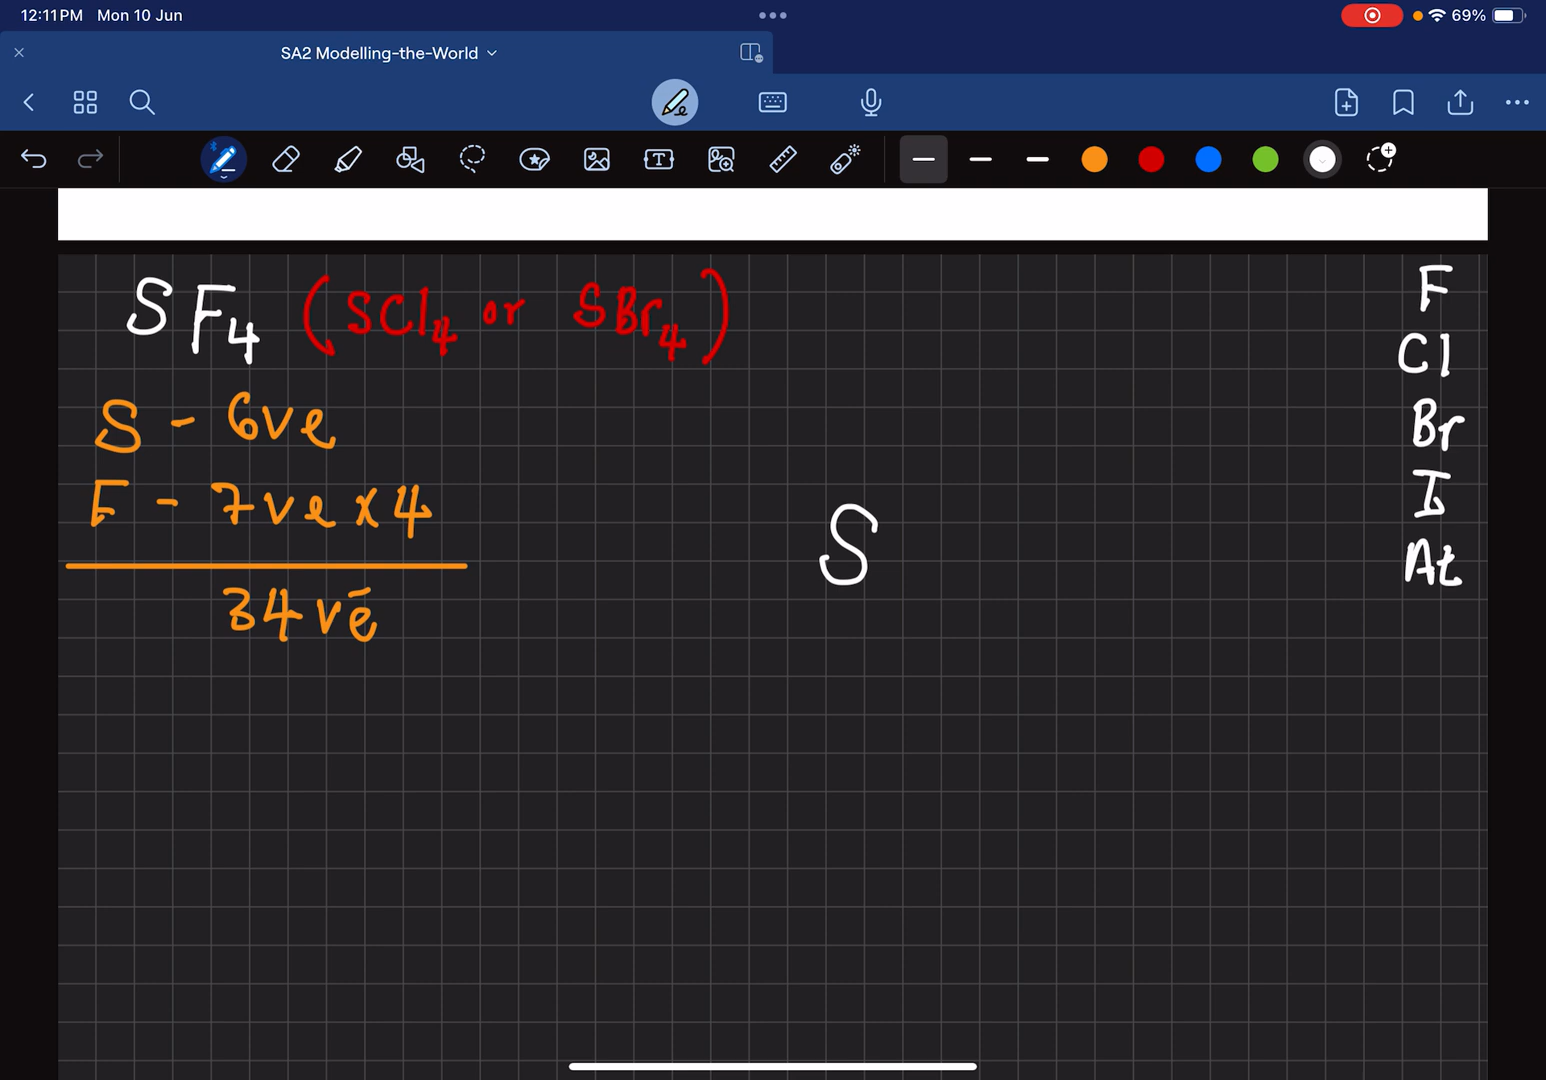 12:11 PM Mon 10 Jun
69%
SA2 Modelling-the-World
T
SF₄ (SCl₄ or SBr₄)
S - 6ve
F - 7ve x 4
34 vē
S
F
Cl
Br
I
At